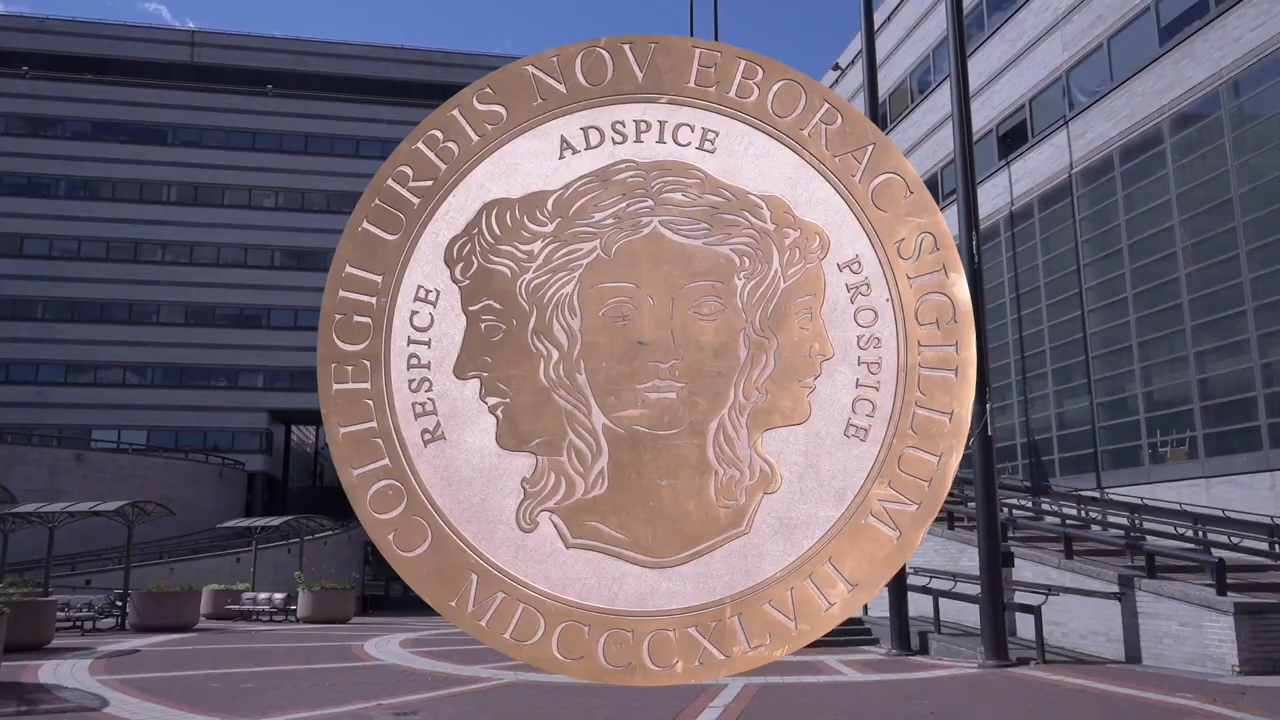 COLLEGII URBIS NOV EBORAC SIGILLUM
MDCCCXLVII
RESPICE
ADSPICE
PROSPICE